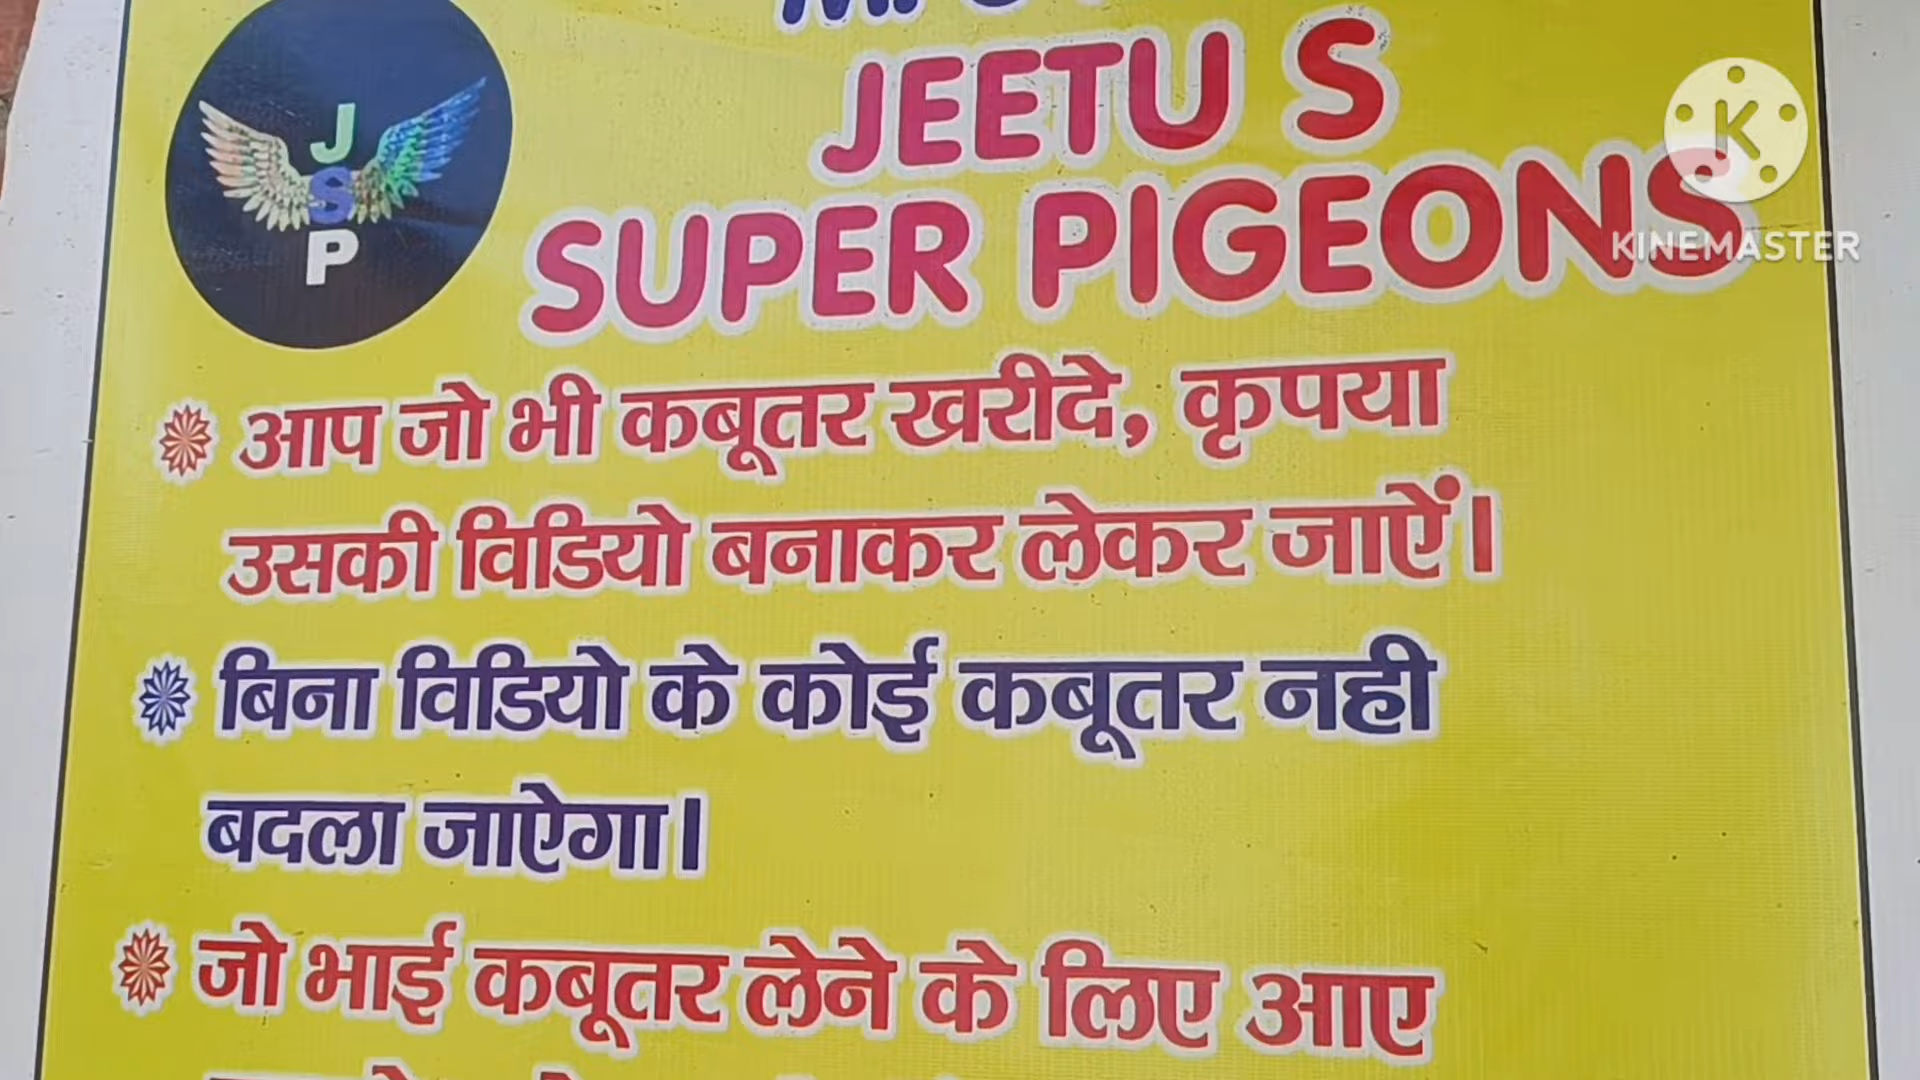 JEETU S
SUPER PIGEONS
J
S
P
K
KINEMASTER
आप जो भी कबूतर खरीदे, कृपया
उसकी विडियो बनाकर लेकर जाऐं।
बिना विडियो के कोई कबूतर नही
बदला जाऐगा।
जो भाई कबूतर लेने के लिए आए